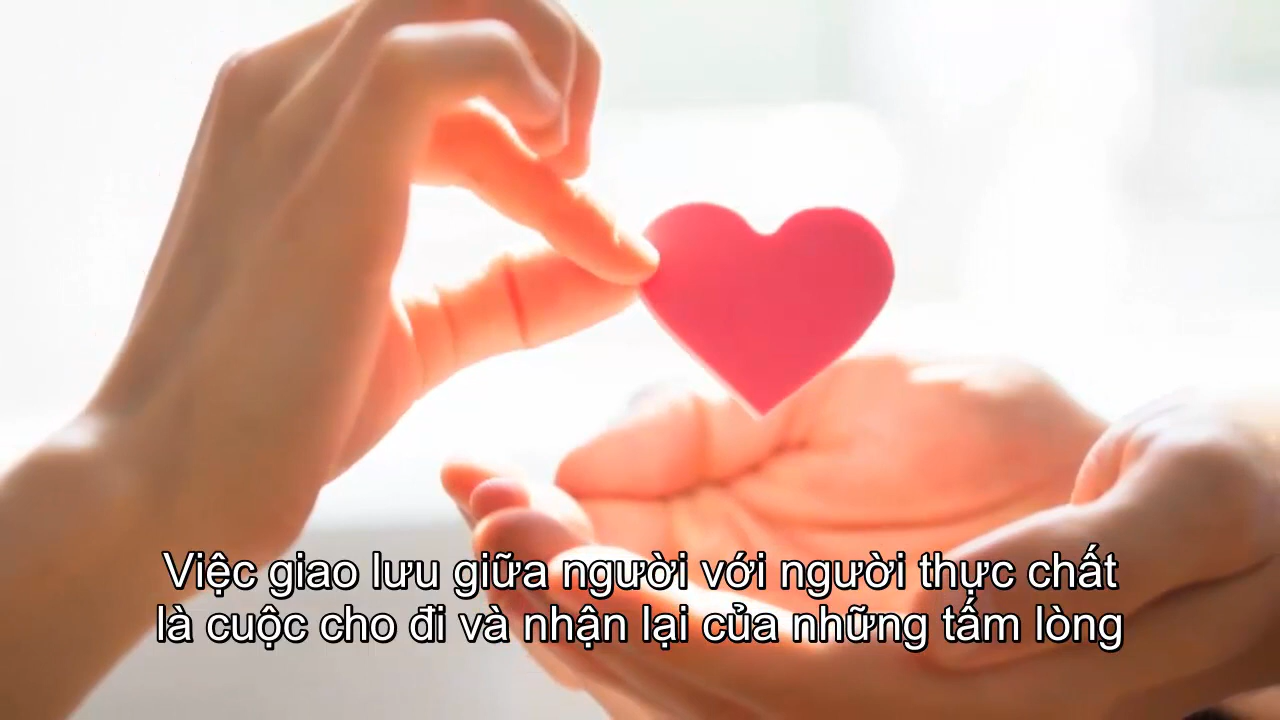 Việc giao lưu giữa người với người thực chất
là cuộc cho đi và nhận lại của những tấm lòng